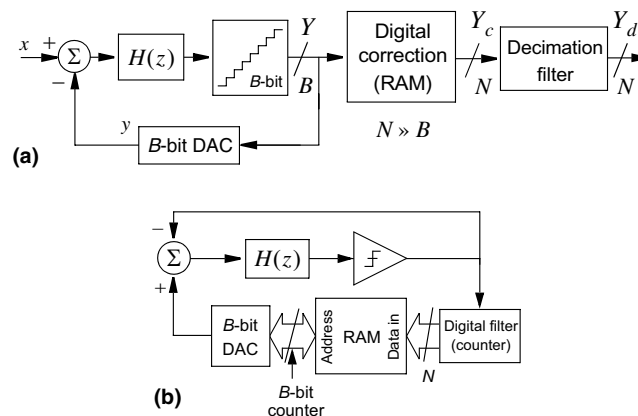 x
+
Σ
−
H(z)
B-bit
Y
B
Digital
correction
(RAM)
Y_c
N
Decimation
filter
Y_d
N
N » B
y
B-bit DAC
(a)
−
Σ
+
H(z)
B-bit
DAC
Address
RAM
Data in
N
Digital filter
(counter)
B-bit
counter
(b)